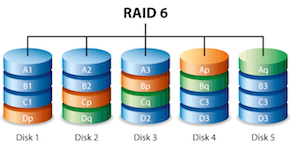 RAID 6
A1 A2 A3 Ap Aq
B1 B2 Bp Bq B3
C1 Cp Cq C3 C3
Dp Dq D2 D3 D3
Disk 1 Disk 2 Disk 3 Disk 4 Disk 5